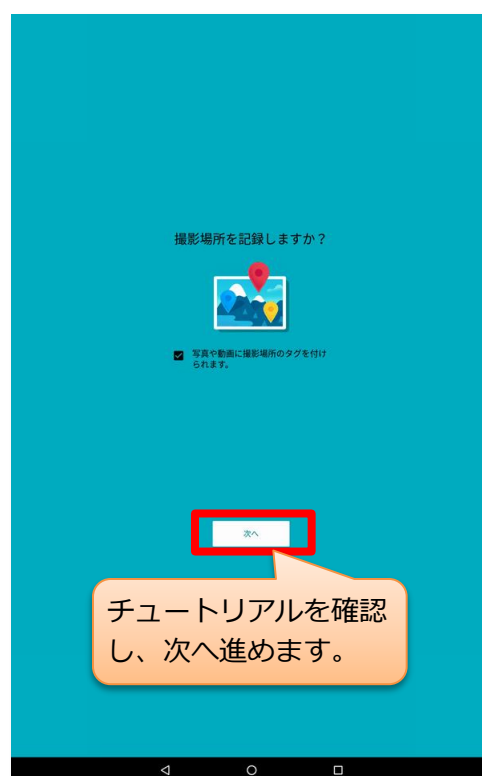 撮影場所を記録しますか？
写真や動画に撮影場所のタグを付け
られます。
次へ
チュートリアルを確認
し、次へ進めます。